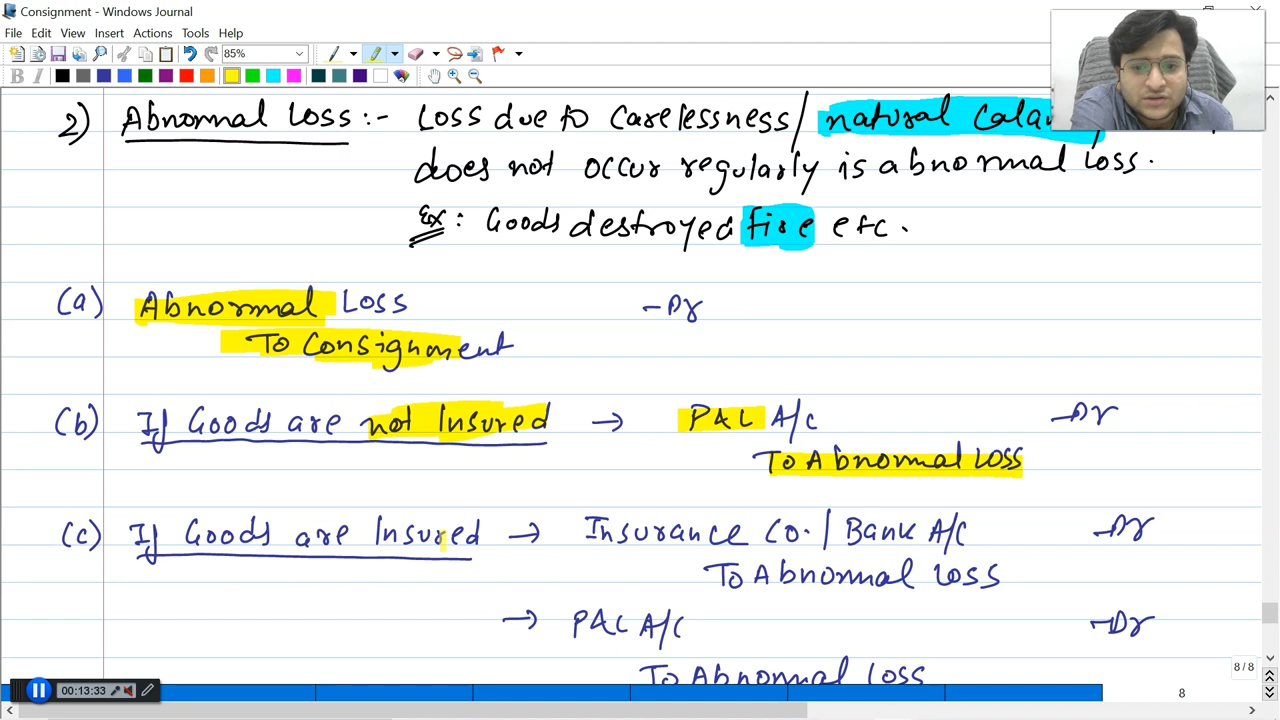 Consignment - Windows Journal
File Edit View Insert Actions Tools Help
85%
B I
2) Abnormal Loss :- Loss due to carelessness/ natural
does not occur regularly is a abnormal loss.
Ex : Goods destroyed fire etc.
(a) Abnormal Loss -Dr
To Consignment
(b) If Goods are not Insured → P&L A/C -Dr
To Abnormal Loss
(c) If Goods are Insured → Insurance Co. / Bank A/C -Dr
To Abnormal Loss
→ P&L A/C -Dr
To Abnormal Loss
8 / 8
00:13:33
8